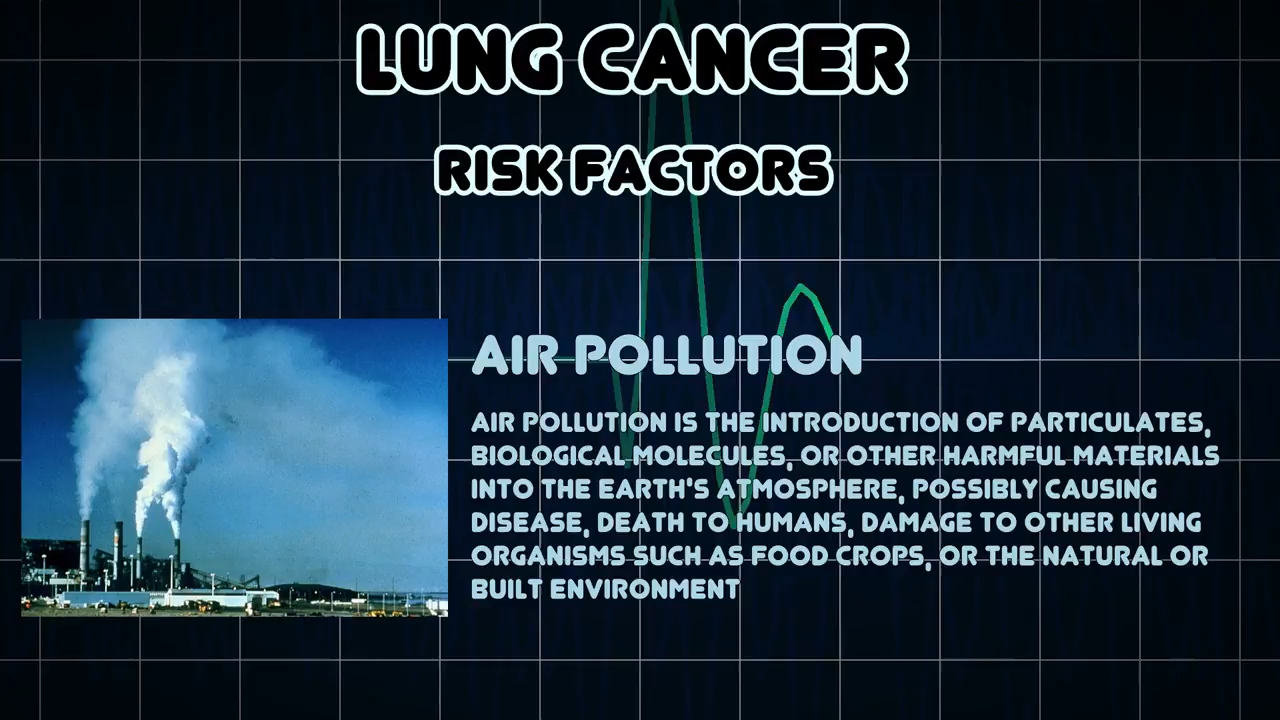 LUNG CANCER
RISK FACTORS
AIR POLLUTION
AIR POLLUTION IS THE INTRODUCTION OF PARTICULATES,
BIOLOGICAL MOLECULES, OR OTHER HARMFUL MATERIALS
INTO THE EARTH'S ATMOSPHERE, POSSIBLY CAUSING
DISEASE, DEATH TO HUMANS, DAMAGE TO OTHER LIVING
ORGANISMS SUCH AS FOOD CROPS, OR THE NATURAL OR
BUILT ENVIRONMENT